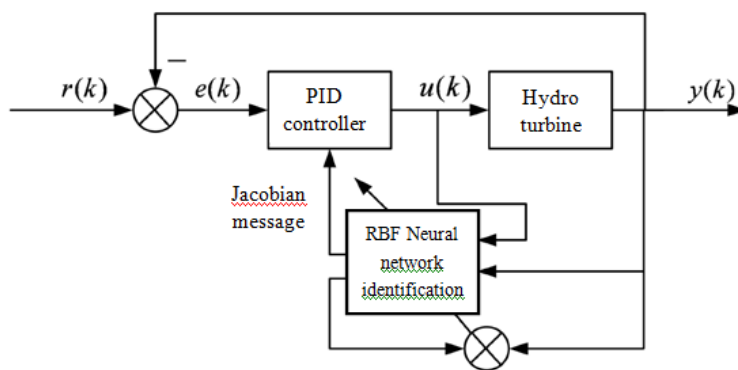 −
r(k)
e(k)
PID
controller
u(k)
Hydro
turbine
y(k)
Jacobian
message
RBF Neural
network
identification